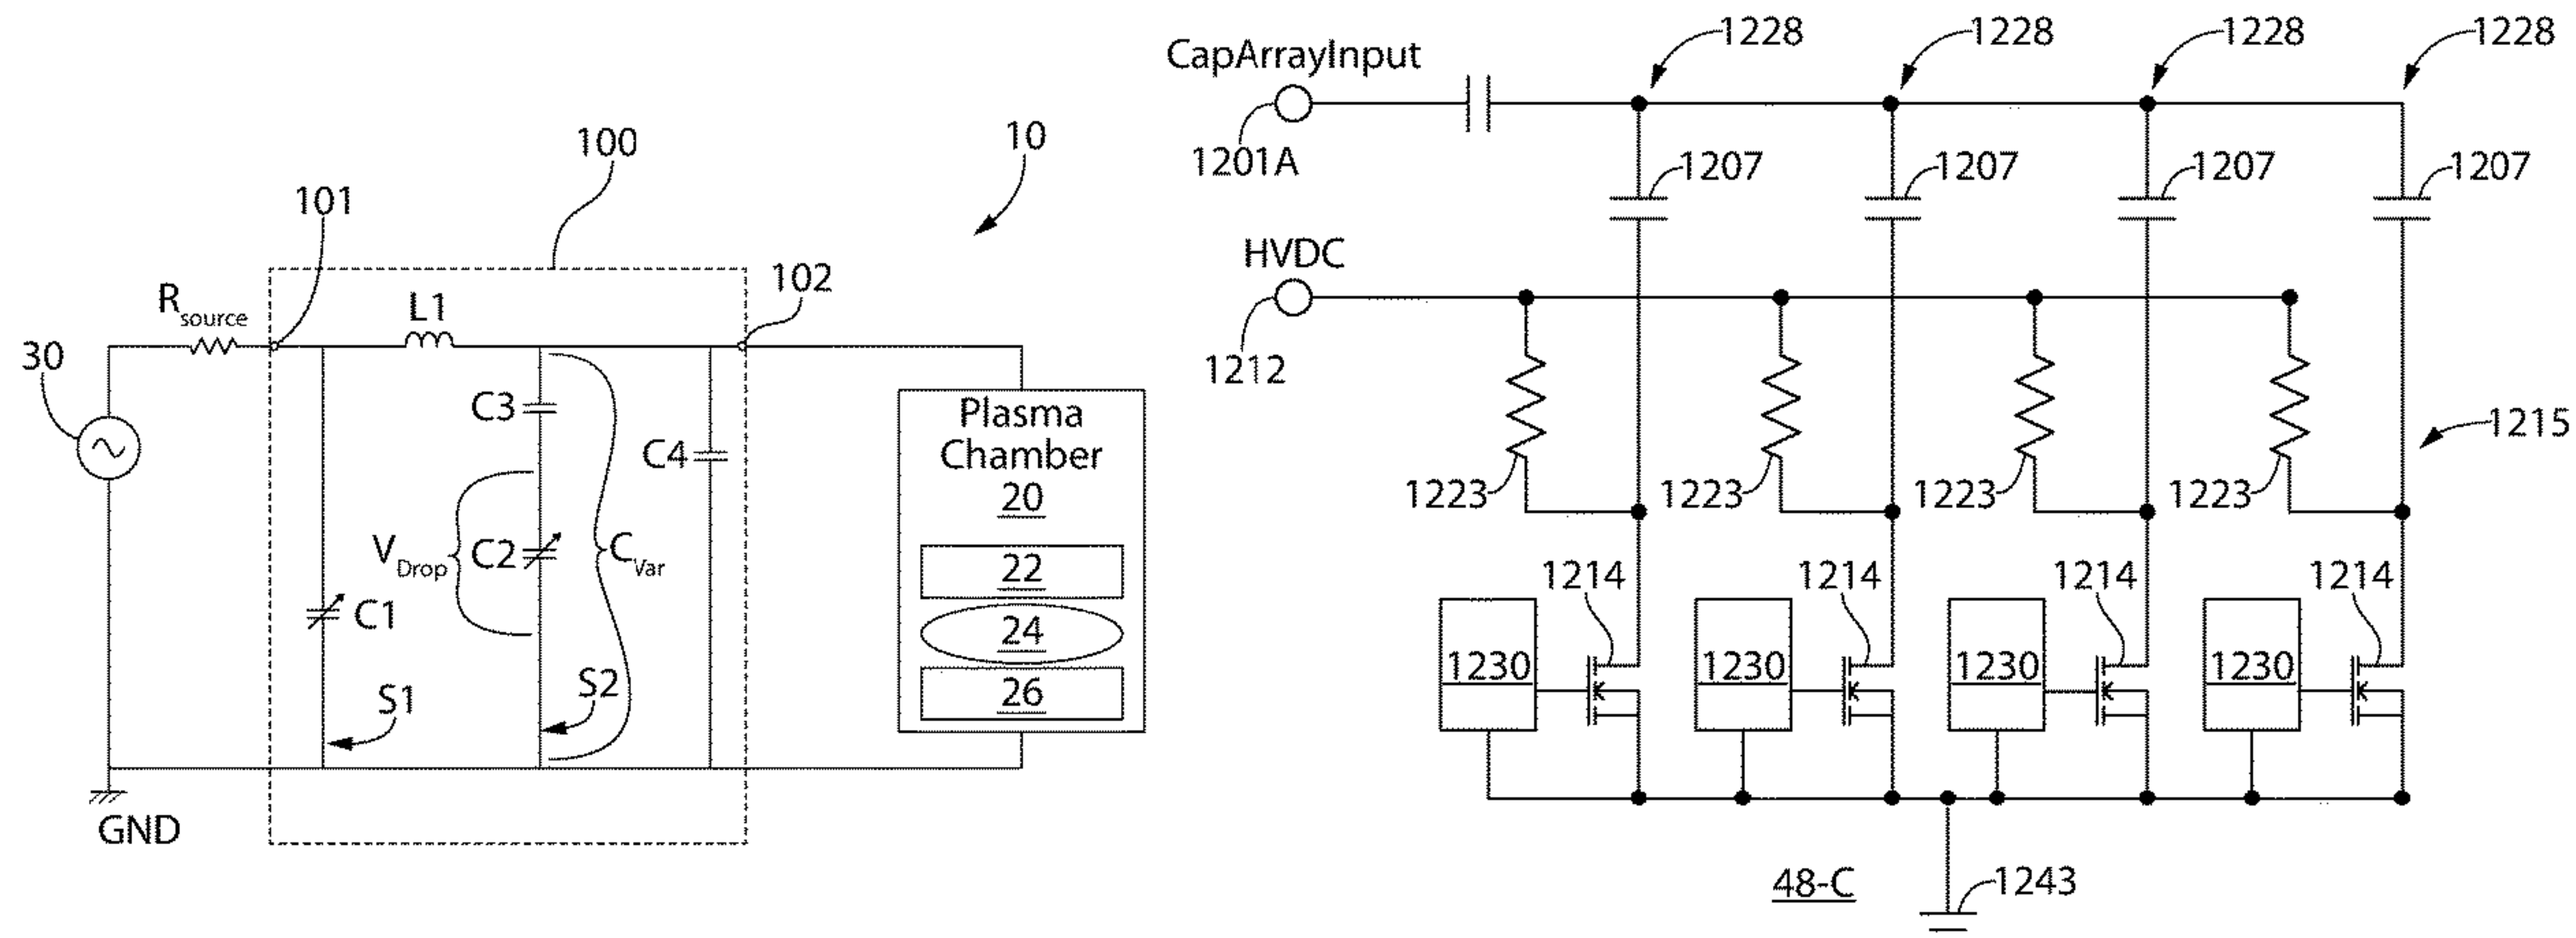 100
10
101
102
R source
L1
30
C3
C4
V Drop
C2
C Var
C1
S1
S2
GND
Plasma
Chamber
20
22
24
26
1228 1228 1228 1228
CapArrayInput
1201A
1207 1207 1207 1207
HVDC
1212
1215
1223 1223 1223 1223
1214 1214 1214 1214
1230 1230 1230 1230
48-C
1243